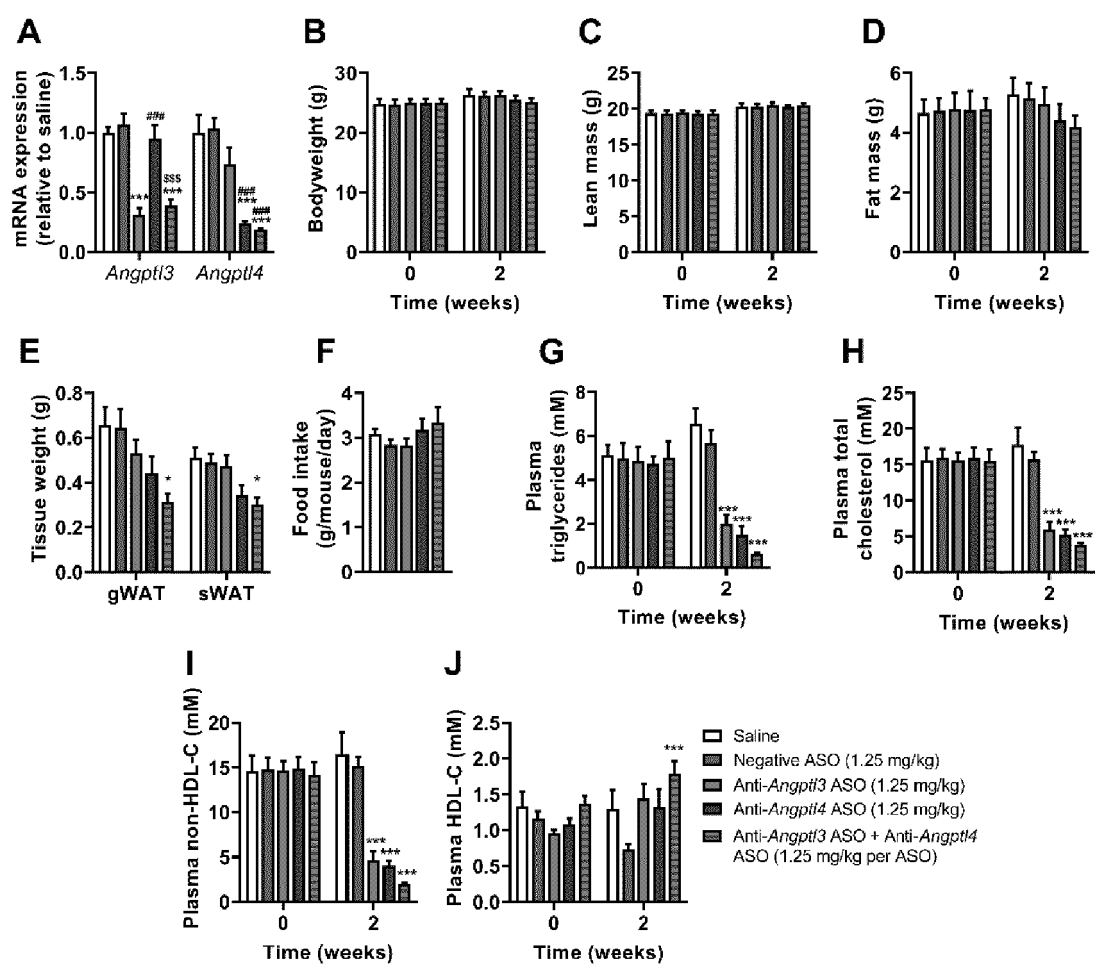 A
mRNA expression
(relative to saline)
1.5
1.0
0.5
0.0
***
###
$$$
***
###
***
###
***
Angptl3
Angptl4
B
Bodyweight (g)
30
20
10
0
0
2
Time (weeks)
C
Lean mass (g)
25
20
15
10
5
0
0
2
Time (weeks)
D
Fat mass (g)
6
4
2
0
0
2
Time (weeks)
E
Tissue weight (g)
0.8
0.6
0.4
0.2
0.0
*
*
gWAT
sWAT
F
Food intake
(g/mouse/day)
4
3
2
1
0
G
Plasma
triglycerides (mM)
8
6
4
2
0
***
***
***
0
2
Time (weeks)
H
Plasma total
cholesterol (mM)
25
20
15
10
5
0
***
***
***
0
2
Time (weeks)
I
Plasma non-HDL-C (mM)
20
15
10
5
0
***
***
***
0
2
Time (weeks)
J
Plasma HDL-C (mM)
2.5
2.0
1.5
1.0
0.5
0.0
***
0
2
Time (weeks)
Saline
Negative ASO (1.25 mg/kg)
Anti-Angptl3 ASO (1.25 mg/kg)
Anti-Angptl4 ASO (1.25 mg/kg)
Anti-Angptl3 ASO + Anti-Angptl4
ASO (1.25 mg/kg per ASO)